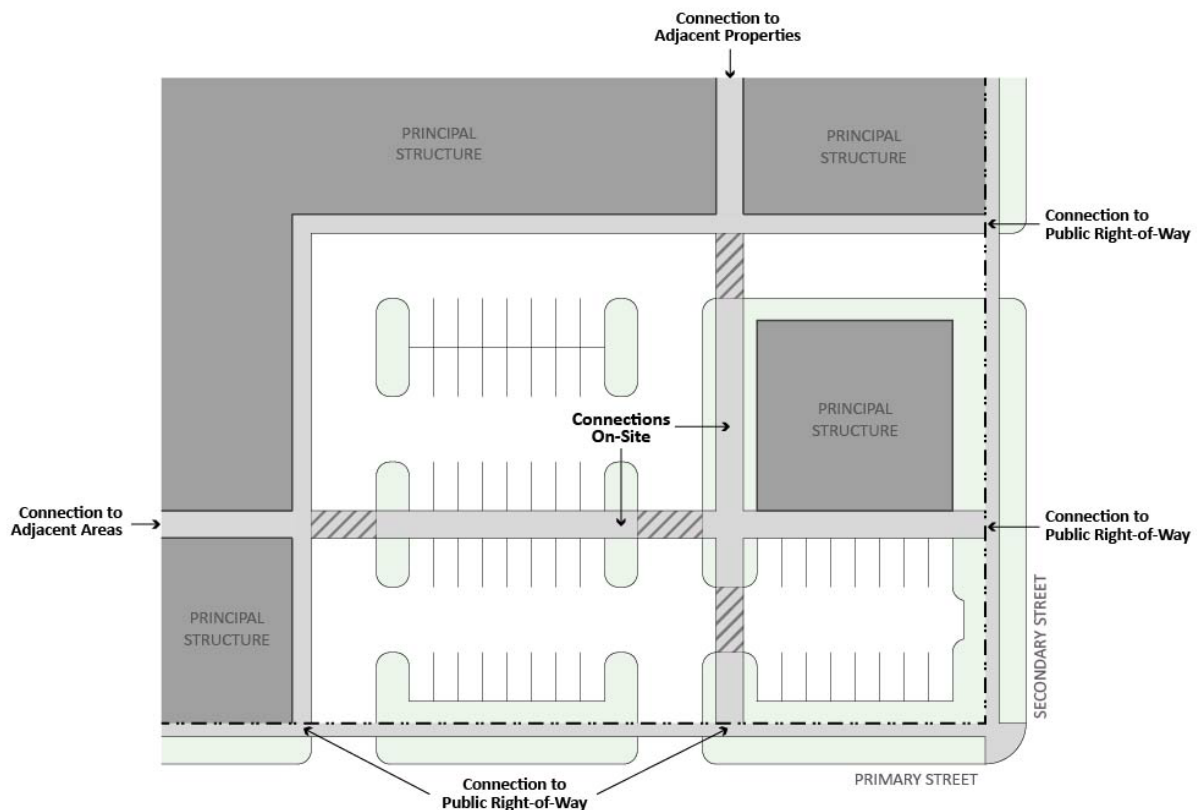 Connection to
Adjacent Properties
PRINCIPAL
STRUCTURE
PRINCIPAL
STRUCTURE
Connection to
Public Right-of-Way
Connections
On-Site
PRINCIPAL
STRUCTURE
Connection to
Adjacent Areas
Connection to
Public Right-of-Way
PRINCIPAL
STRUCTURE
SECONDARY STREET
Connection to
Public Right-of-Way
PRIMARY STREET